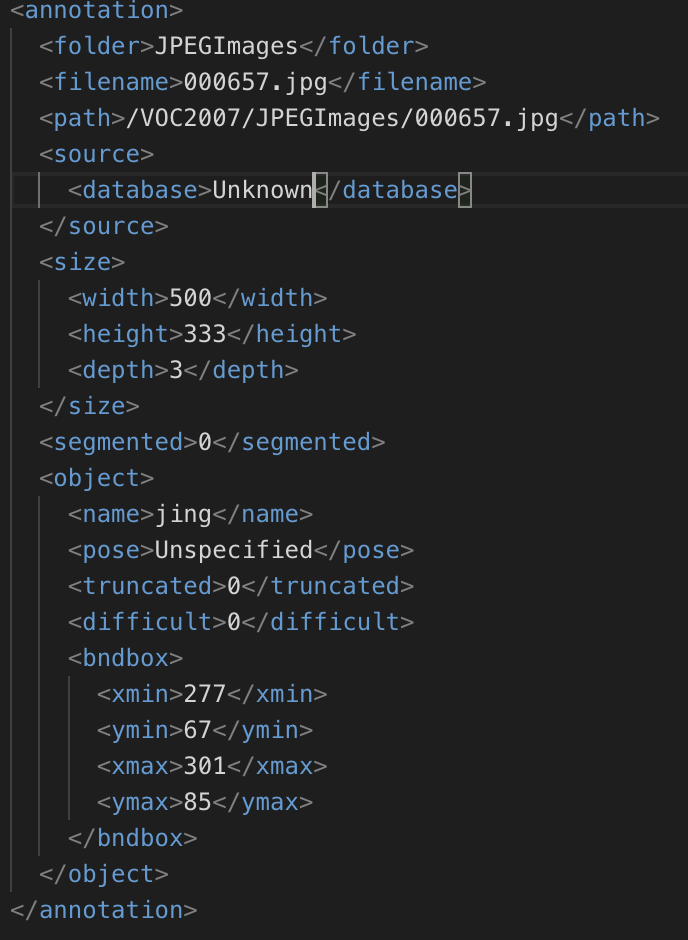 <annotation>
<folder>JPEGImages</folder>
<filename>000657.jpg</filename>
<path>/VOC2007/JPEGImages/000657.jpg</path>
<source>
<database>Unknown</database>
</source>
<size>
<width>500</width>
<height>333</height>
<depth>3</depth>
</size>
<segmented>0</segmented>
<object>
<name>jing</name>
<pose>Unspecified</pose>
<truncated>0</truncated>
<difficult>0</difficult>
<bndbox>
<xmin>277</xmin>
<ymin>67</ymin>
<xmax>301</xmax>
<ymax>85</ymax>
</bndbox>
</object>
</annotation>